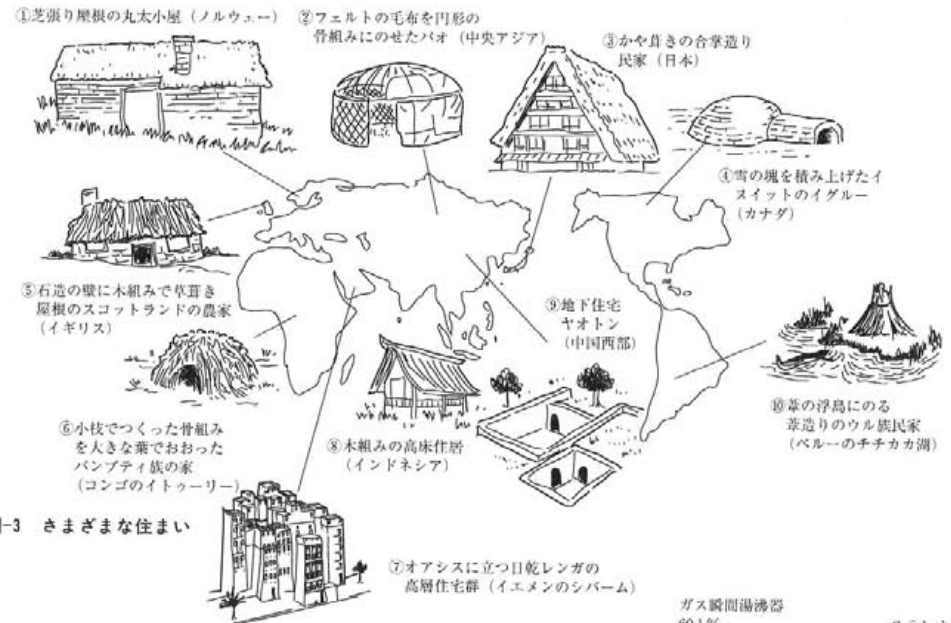 ①芝張り屋根の丸太小屋（ノルウェー）
②フェルトの毛布を円形の
骨組みにのせたパオ（中央アジア）
③かや葺きの合掌造り
民家（日本）
④雪の塊を積み上げたイ
ヌイットのイグルー
（カナダ）
⑤石造の壁に木組みで草葺き
屋根のスコットランドの農家
（イギリス）
⑨地下住宅
ヤオトン
（中国西部）
⑥小枝でつくった骨組み
を大きな葉でおおった
バンブティ族の家
（コンゴのイトゥーリー）
⑧木組みの高床住居
（インドネシア）
⑩葦の浮島にのる
葦造りのウル族民家
（ペルーのチチカカ湖）
-3 さまざまな住まい
⑦オアシスに立つ日乾レンガの
高層住宅群（イエメンのシバーム）
ガス瞬間湯沸器